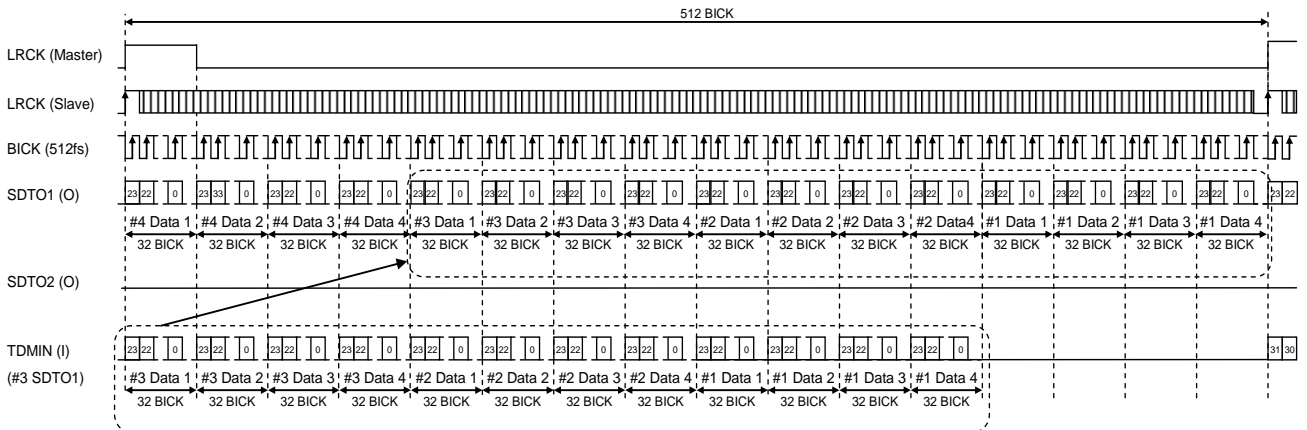 512 BICK
LRCK (Master)
LRCK (Slave)
BICK (512fs)
SDTO1 (O)
23 22 0 23 33 0 23 22 0 23 22 0 23 22 0 23 22 0 23 22 0 23 22 0 23 22 0 23 22 0 23 22 0 23 22 0 23 22 0 23 22 0 23 22 0 23 22 0 23 22
#4 Data 1 #4 Data 2 #4 Data 3 #4 Data 4 #3 Data 1 #3 Data 2 #3 Data 3 #3 Data 4 #2 Data 1 #2 Data 2 #2 Data 3 #2 Data4 #1 Data 1 #1 Data 2 #1 Data 3 #1 Data 4
32 BICK 32 BICK 32 BICK 32 BICK 32 BICK 32 BICK 32 BICK 32 BICK 32 BICK 32 BICK 32 BICK 32 BICK 32 BICK 32 BICK 32 BICK 32 BICK
SDTO2 (O)
TDMIN (I)
23 22 0 23 22 0 23 22 0 23 22 0 23 22 0 23 22 0 23 22 0 23 22 0 23 22 0 23 22 0 23 22 0 23 22 0 31 30
(#3 SDTO1)
#3 Data 1 #3 Data 2 #3 Data 3 #3 Data 4 #2 Data 1 #2 Data 2 #2 Data 3 #2 Data 4 #1 Data 1 #1 Data 2 #1 Data 3 #1 Data 4
32 BICK 32 BICK 32 BICK 32 BICK 32 BICK 32 BICK 32 BICK 32 BICK 32 BICK 32 BICK 32 BICK 32 BICK